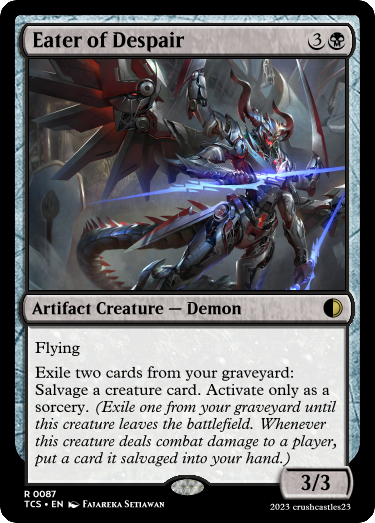 Eater of Despair 3
Artifact Creature — Demon
Flying
Exile two cards from your graveyard:
Salvage a creature card. Activate only as a
sorcery. (Exile one from your graveyard until
this creature leaves the battlefield. Whenever
this creature deals combat damage to a player,
put a card it salvaged into your hand.)
3/3
R 0087
TCS • EN Fajareka Setiawan
2023 crushcastles23